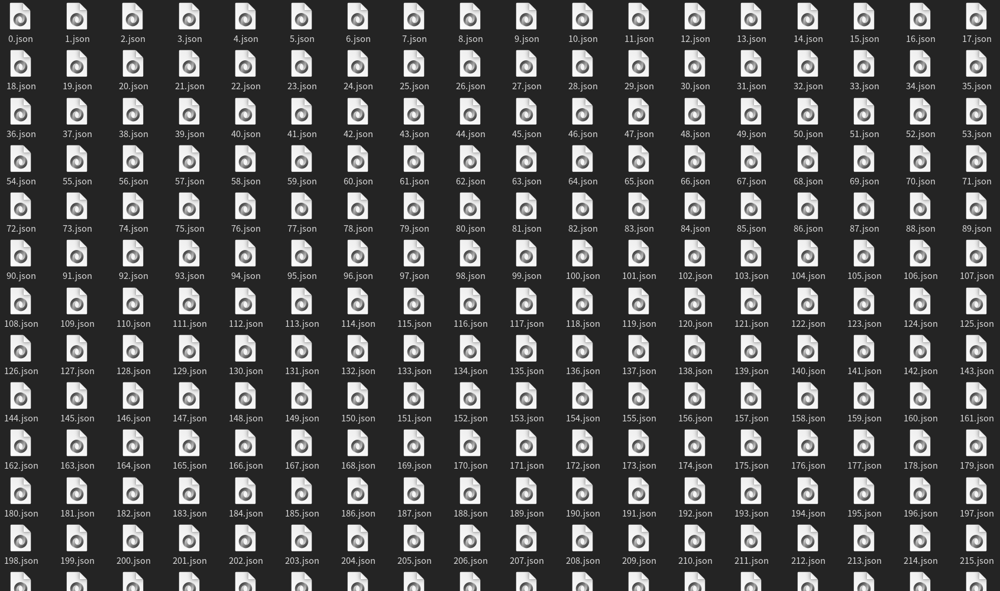 0.json 1.json 2.json 3.json 4.json 5.json 6.json 7.json 8.json 9.json 10.json 11.json 12.json 13.json 14.json 15.json 16.json 17.json
18.json 19.json 20.json 21.json 22.json 23.json 24.json 25.json 26.json 27.json 28.json 29.json 30.json 31.json 32.json 33.json 34.json 35.json
36.json 37.json 38.json 39.json 40.json 41.json 42.json 43.json 44.json 45.json 46.json 47.json 48.json 49.json 50.json 51.json 52.json 53.json
54.json 55.json 56.json 57.json 58.json 59.json 60.json 61.json 62.json 63.json 64.json 65.json 66.json 67.json 68.json 69.json 70.json 71.json
72.json 73.json 74.json 75.json 76.json 77.json 78.json 79.json 80.json 81.json 82.json 83.json 84.json 85.json 86.json 87.json 88.json 89.json
90.json 91.json 92.json 93.json 94.json 95.json 96.json 97.json 98.json 99.json 100.json 101.json 102.json 103.json 104.json 105.json 106.json 107.json
108.json 109.json 110.json 111.json 112.json 113.json 114.json 115.json 116.json 117.json 118.json 119.json 120.json 121.json 122.json 123.json 124.json 125.json
126.json 127.json 128.json 129.json 130.json 131.json 132.json 133.json 134.json 135.json 136.json 137.json 138.json 139.json 140.json 141.json 142.json 143.json
144.json 145.json 146.json 147.json 148.json 149.json 150.json 151.json 152.json 153.json 154.json 155.json 156.json 157.json 158.json 159.json 160.json 161.json
162.json 163.json 164.json 165.json 166.json 167.json 168.json 169.json 170.json 171.json 172.json 173.json 174.json 175.json 176.json 177.json 178.json 179.json
180.json 181.json 182.json 183.json 184.json 185.json 186.json 187.json 188.json 189.json 190.json 191.json 192.json 193.json 194.json 195.json 196.json 197.json
198.json 199.json 200.json 201.json 202.json 203.json 204.json 205.json 206.json 207.json 208.json 209.json 210.json 211.json 212.json 213.json 214.json 215.json